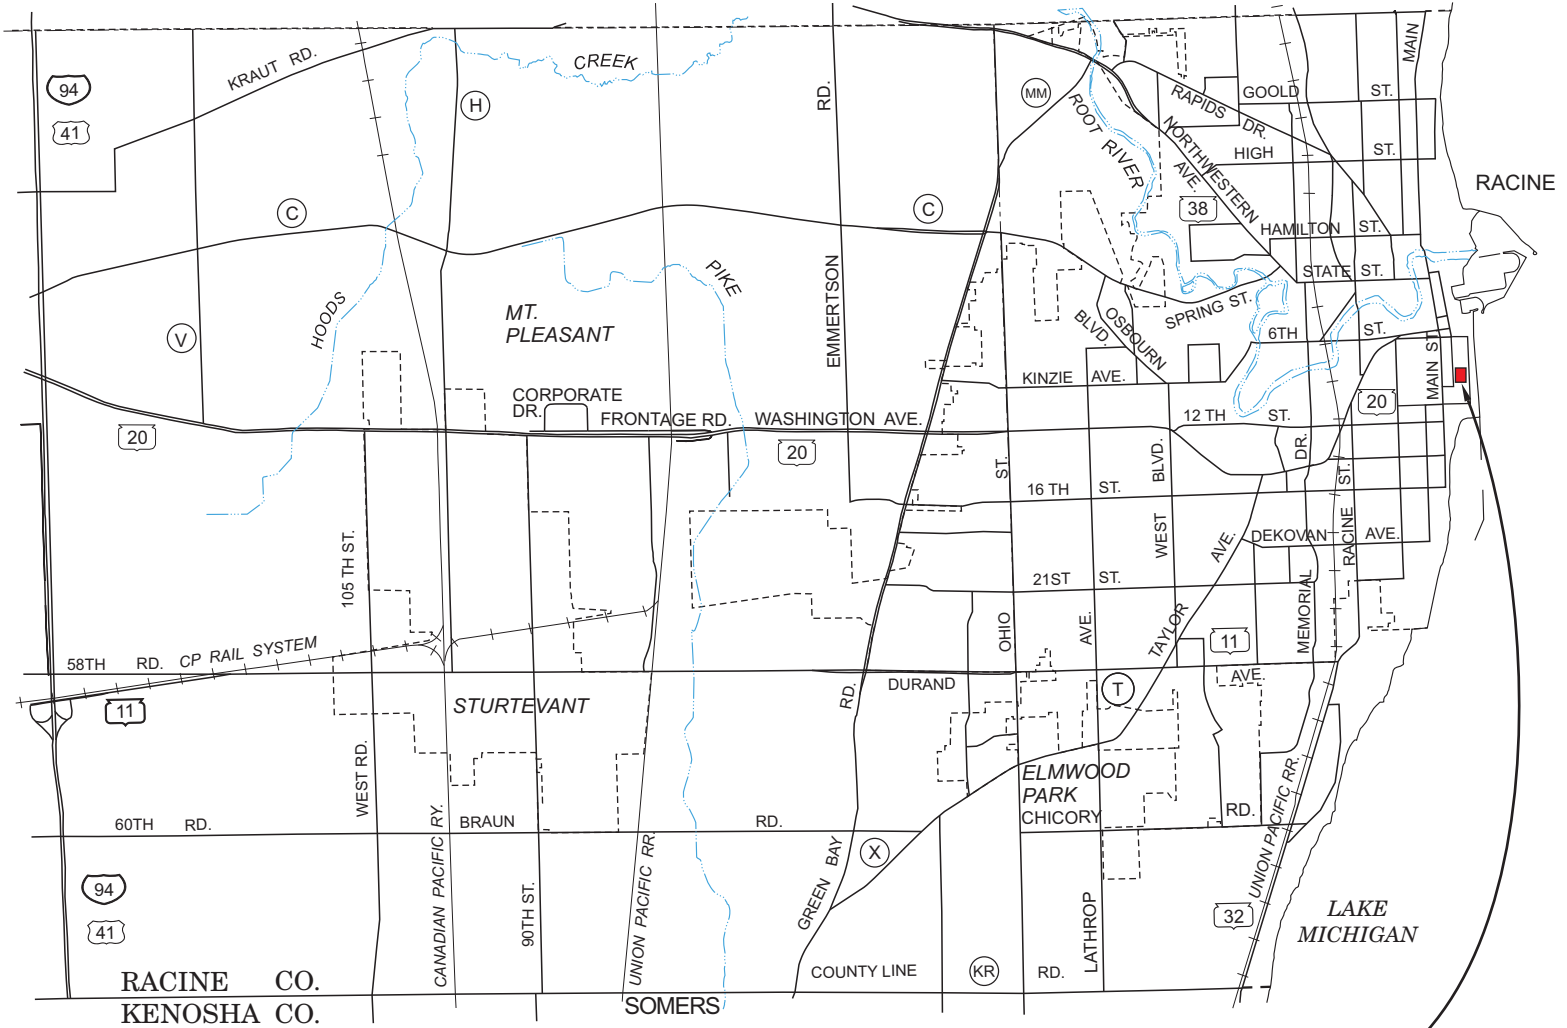 MAIN
KRAUT RD.
CREEK
94
H
RD.
MM
ROOT RIVER
RAPIDS DR.
GOOLD ST.
41
NORTHWESTERN AVE.
HIGH ST.
RACINE
C
C
38
HAMILTON ST.
PIKE
STATE ST.
HOODS
MT.
PLEASANT
EMMERTSON
SPRING ST.
OSBOURN BLVD.
V
6TH ST.
MAIN ST.
KINZIE AVE.
CORPORATE
DR.
FRONTAGE RD.
WASHINGTON AVE.
20
12 TH ST.
20
20
ST.
BLVD.
DR.
ST.
16 TH ST.
105 TH ST.
WEST
AVE.
DEKOVAN AVE.
RACINE
21ST ST.
MEMORIAL
OHIO
AVE.
TAYLOR
11
58TH RD.
CP RAIL SYSTEM
DURAND AVE.
RD.
T
11
STURTEVANT
WEST RD.
ELMWOOD
PARK
CHICORY RD.
UNION PACIFIC RR.
60TH RD.
BRAUN RD.
CANADIAN PACIFIC RY.
UNION PACIFIC RR.
GREEN BAY
X
94
90TH ST.
LATHROP
32
LAKE
MICHIGAN
41
COUNTY LINE RD.
KR
RACINE CO.
KENOSHA CO.
SOMERS